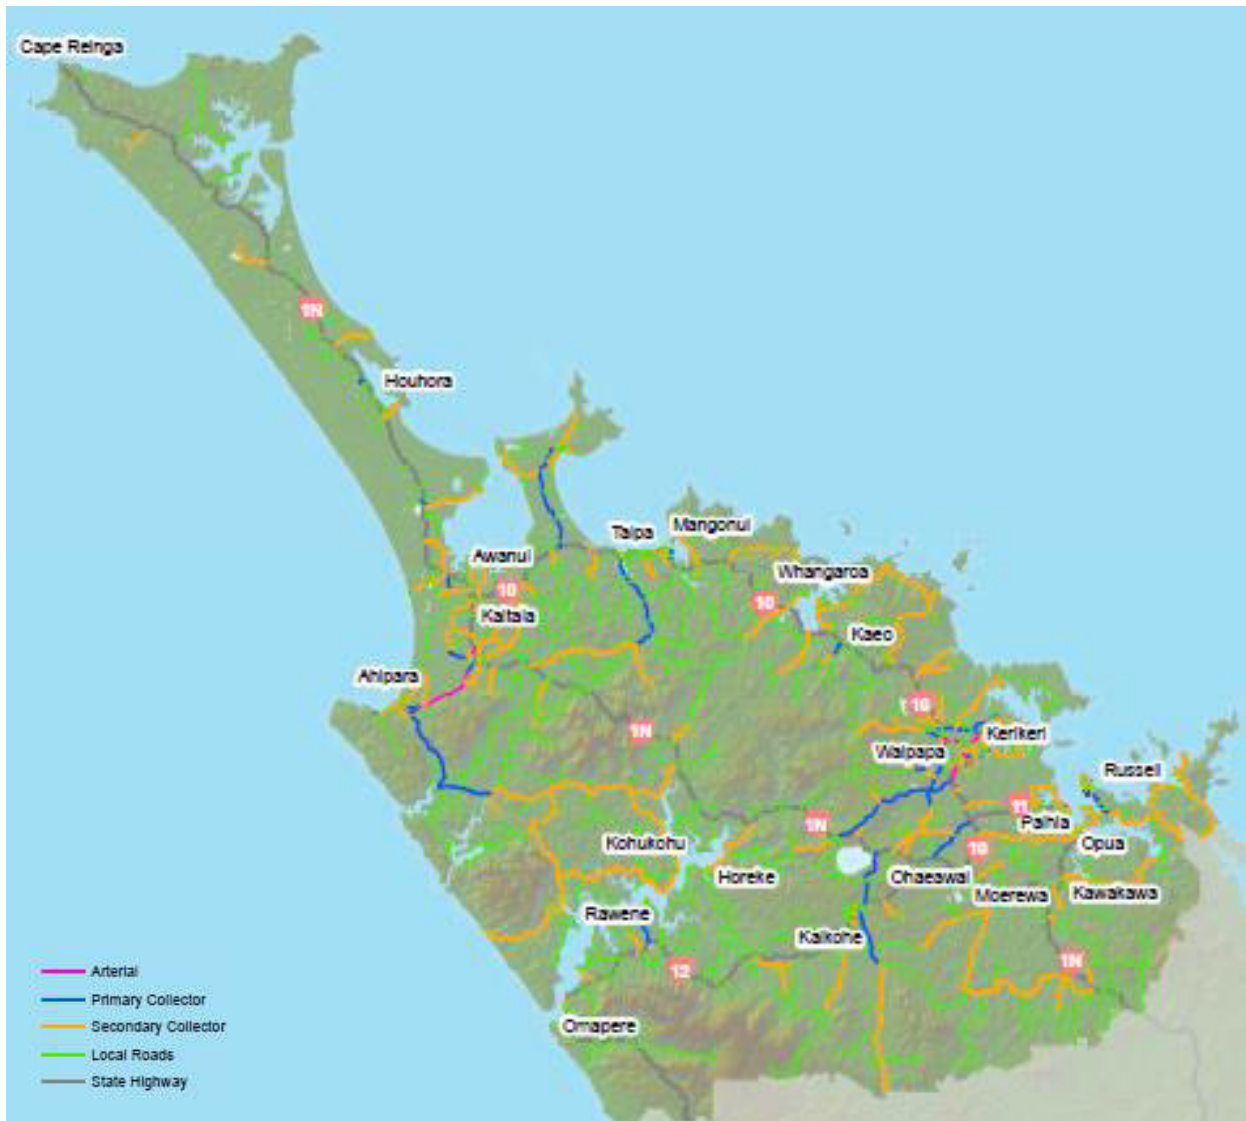 Cape Reinga
1N
Houhora
Taipa
Mangonui
Awanui
Whangaroa
10
10
Kaitaia
Kaeo
Ahipara
10
1N
Kerikeri
Waipapa
Russell
11
1N
Paihia
Kohukohu
Opua
10
Horeke
Ohaeawai
Moerewa
Kawakawa
Rawene
Kaikohe
1N
12
Omapere
Arterial
Primary Collector
Secondary Collector
Local Roads
State Highway